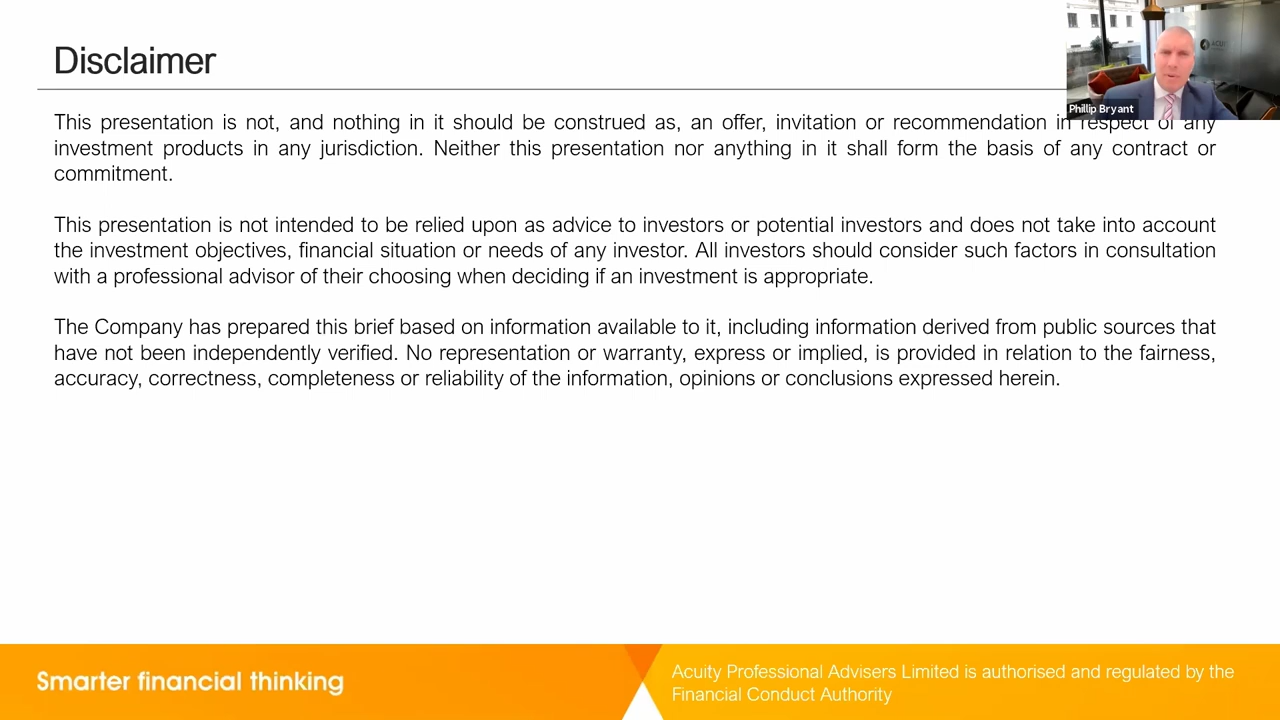 Disclaimer
Phillip Bryant
This presentation is not, and nothing in it should be construed as, an offer, invitation or recommendation in respect of any
investment products in any jurisdiction. Neither this presentation nor anything in it shall form the basis of any contract or
commitment.
This presentation is not intended to be relied upon as advice to investors or potential investors and does not take into account
the investment objectives, financial situation or needs of any investor. All investors should consider such factors in consultation
with a professional advisor of their choosing when deciding if an investment is appropriate.
The Company has prepared this brief based on information available to it, including information derived from public sources that
have not been independently verified. No representation or warranty, express or implied, is provided in relation to the fairness,
accuracy, correctness, completeness or reliability of the information, opinions or conclusions expressed herein.
Smarter financial thinking
Acuity Professional Advisers Limited is authorised and regulated by the
Financial Conduct Authority